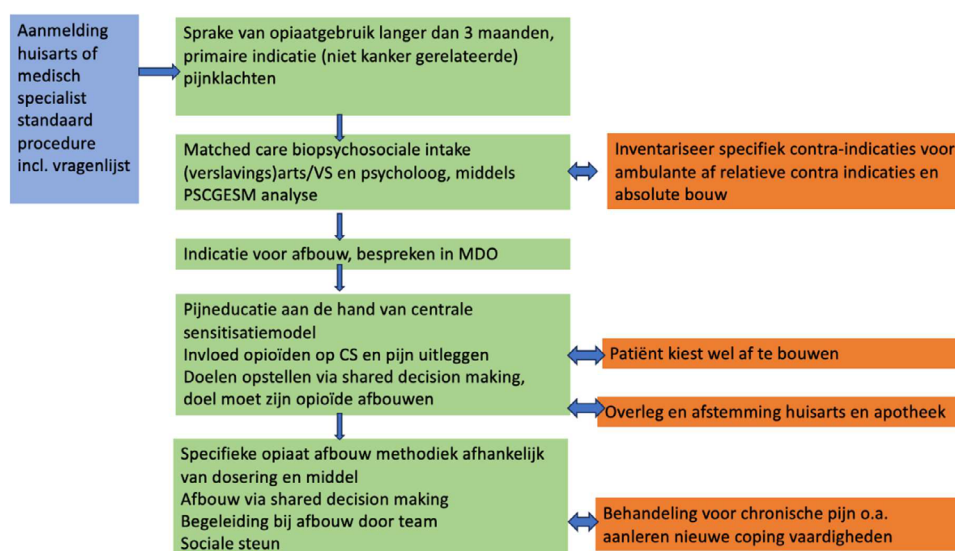 Aanmelding
huisarts of
medisch
specialist
standaard
procedure
incl. vragenlijst
Sprake van opiaatgebruik langer dan 3 maanden,
primaire indicatie (niet kanker gerelateerde)
pijnklachten
Matched care biopsychosociale intake
(verslavings)arts/VS en psycholoog, middels
PSCGESM analyse
Inventariseer specifiek contra-indicaties voor
ambulante af relatieve contra indicaties en
absolute bouw
Indicatie voor afbouw, bespreken in MDO
Pijneducatie aan de hand van centrale
sensitisatiemodel
Invloed opioïden op CS en pijn uitleggen
Doelen opstellen via shared decision making,
doel moet zijn opioïde afbouwen
Patiënt kiest wel af te bouwen
Overleg en afstemming huisarts en apotheek
Specifieke opiaat afbouw methodiek afhankelijk
van dosering en middel
Afbouw via shared decision making
Begeleiding bij afbouw door team
Sociale steun
Behandeling voor chronische pijn o.a.
aanleren nieuwe coping vaardigheden